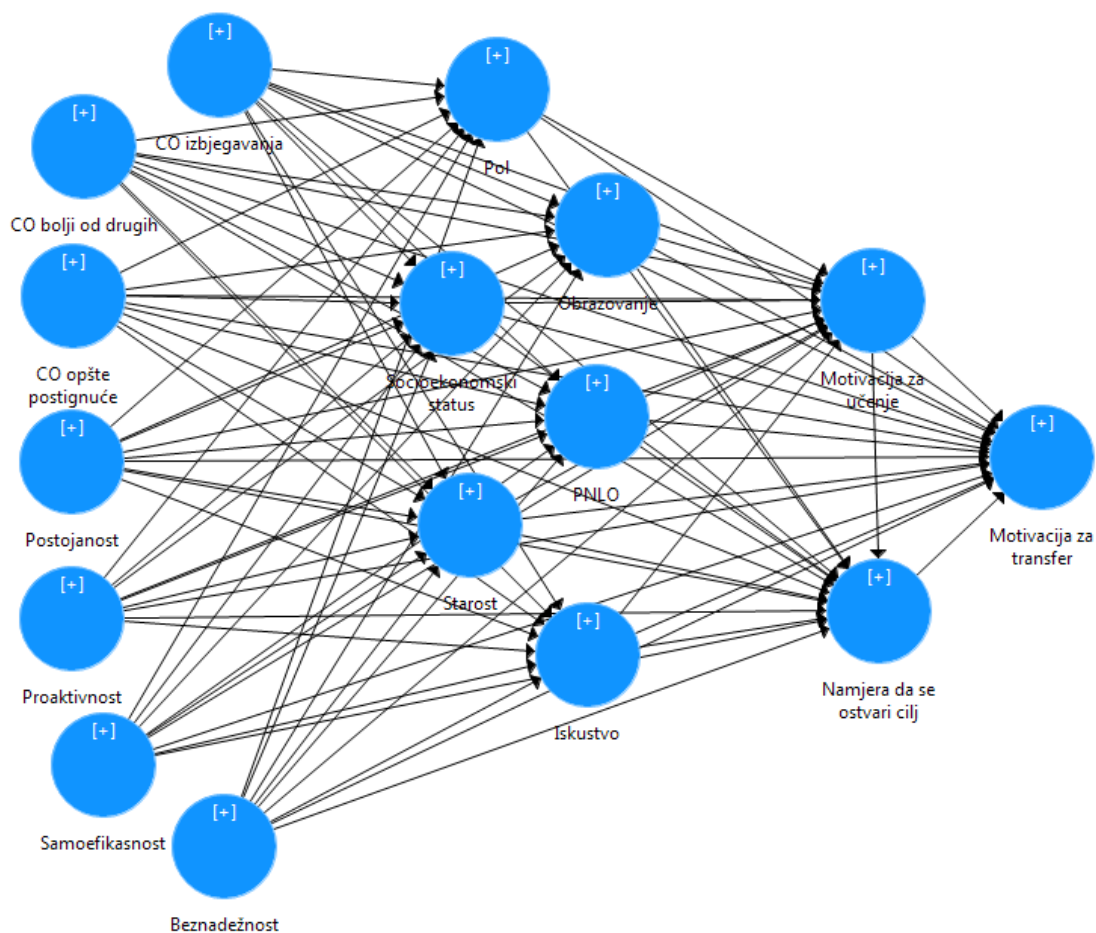 [+]
CO izbjegavanja
[+]
Pol
[+]
CO bolji od drugih
[+]
Obrazovanje
[+]
CO opšte
postignuće
[+]
Socioekonomski
status
[+]
Motivacija za
učenje
[+]
PNLO
[+]
Postojanost
[+]
Motivacija za
transfer
[+]
Starost
[+]
Proaktivnost
[+]
Namjera da se
ostvari cilj
[+]
Iskustvo
[+]
Samoefikasnost
[+]
Beznadežnost